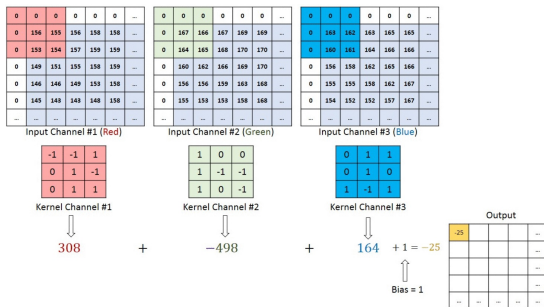 0 0 0 0 0 0 ...
0 156 155 156 158 158 ...
0 153 154 157 159 159 ...
0 149 151 155 158 159 ...
0 146 146 149 153 158 ...
0 145 143 143 148 158 ...
... ... ... ... ... ... ...
Input Channel #1 (Red)
0 0 0 0 0 0 ...
0 167 166 167 169 169 ...
0 164 165 168 170 170 ...
0 160 162 166 169 170 ...
0 156 156 159 163 168 ...
0 155 153 153 158 168 ...
... ... ... ... ... ... ...
Input Channel #2 (Green)
0 0 0 0 0 0 ...
0 163 162 163 165 165 ...
0 160 161 164 166 166 ...
0 156 158 162 165 166 ...
0 155 155 158 162 167 ...
0 154 152 152 157 167 ...
... ... ... ... ... ... ...
Input Channel #3 (Blue)
-1 -1 1
0 1 -1
0 1 1
Kernel Channel #1
1 0 0
1 -1 -1
1 0 -1
Kernel Channel #2
0 1 1
0 1 0
1 -1 1
Kernel Channel #3
308 + −498 + 164 + 1 = −25
Bias = 1
Output
-25 ...
...
...
...
... ... ... ... ...